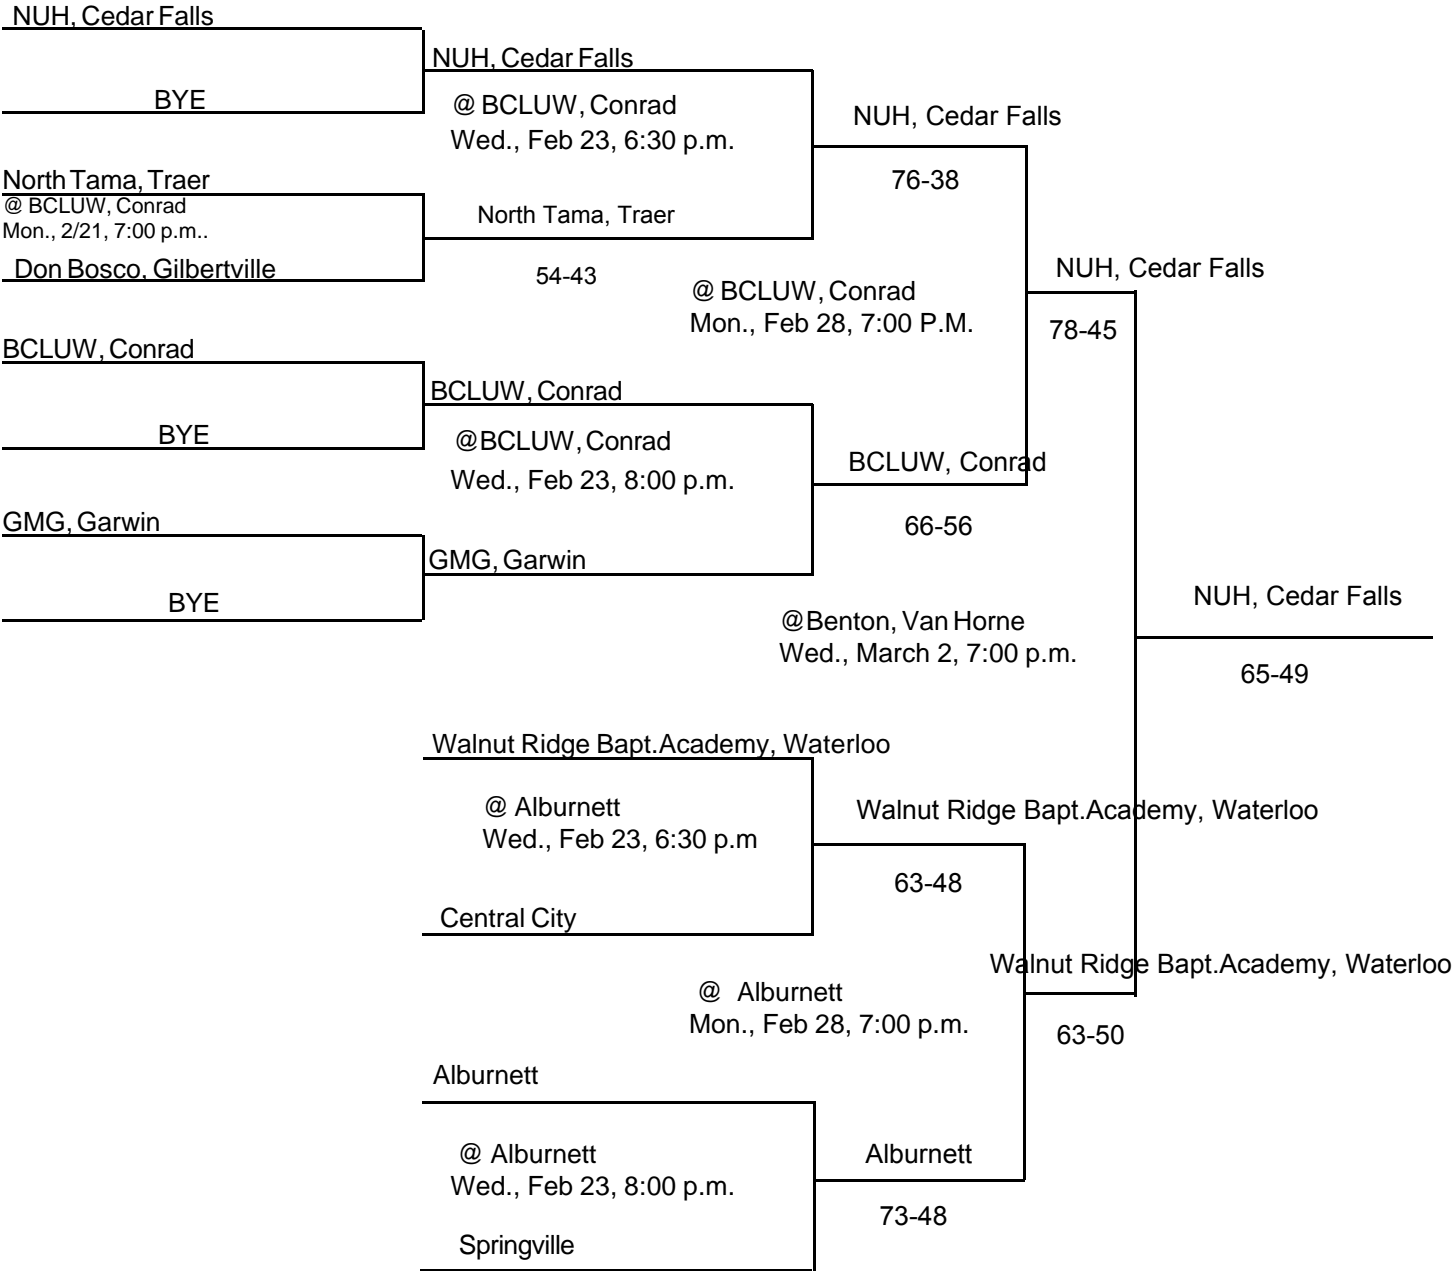 NUH, Cedar Falls
BYE
NUH, Cedar Falls
@ BCLUW, Conrad
Wed., Feb 23, 6:30 p.m.
North Tama, Traer
@ BCLUW, Conrad
Mon., 2/21, 7:00 p.m..
Don Bosco, Gilbertville
North Tama, Traer
54-43
NUH, Cedar Falls
76-38
@ BCLUW, Conrad
Mon., Feb 28, 7:00 P.M.
NUH, Cedar Falls
78-45
BCLUW, Conrad
BYE
BCLUW, Conrad
@BCLUW, Conrad
Wed., Feb 23, 8:00 p.m.
GMG, Garwin
BYE
GMG, Garwin
BCLUW, Conrad
66-56
@Benton, Van Horne
Wed., March 2, 7:00 p.m.
NUH, Cedar Falls
65-49
Walnut Ridge Bapt.Academy, Waterloo
@ Alburnett
Wed., Feb 23, 6:30 p.m
Central City
Walnut Ridge Bapt.Academy, Waterloo
63-48
@ Alburnett
Mon., Feb 28, 7:00 p.m.
Walnut Ridge Bapt.Academy, Waterloo
63-50
Alburnett
@ Alburnett
Wed., Feb 23, 8:00 p.m.
Springville
Alburnett
73-48